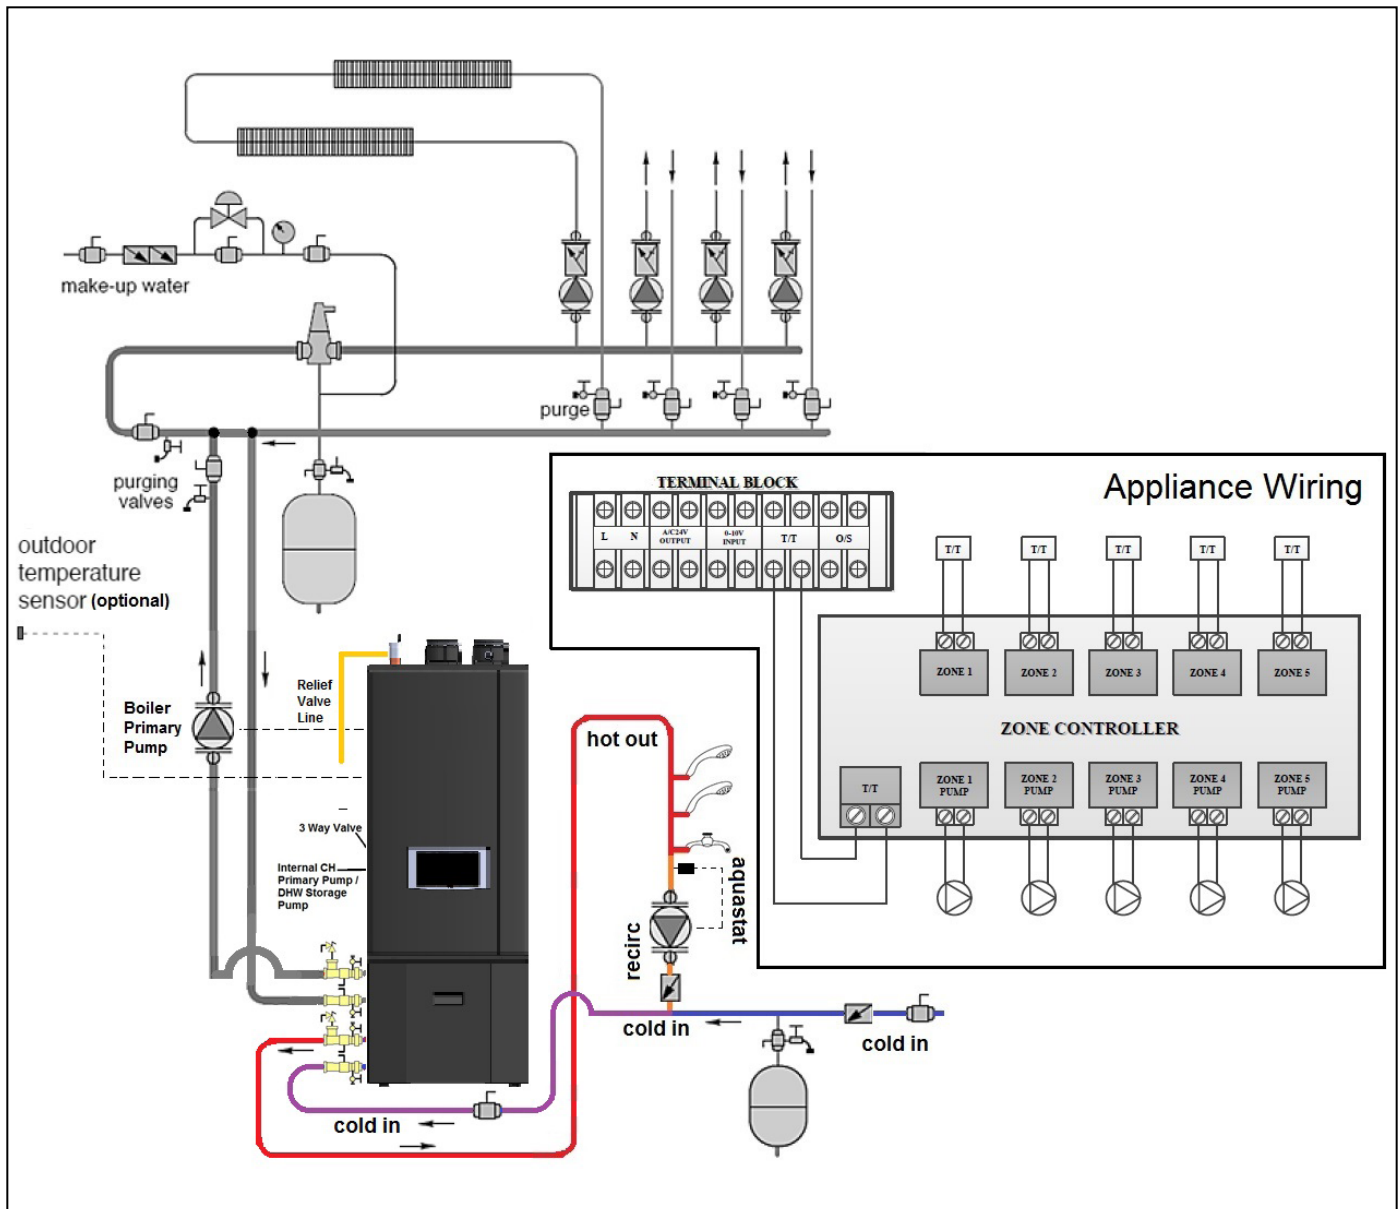 make-up water
purge
purging
valves
outdoor
temperature
sensor (optional)
Boiler
Primary
Pump
Relief
Valve
Line
3 Way Valve
Internal CH
Primary Pump /
DHW Storage
Pump
hot out
aquastat
recirc
cold in
cold in
cold in
Appliance Wiring
TERMINAL BLOCK
L N A/C24V OUTPUT 0-10V INPUT T/T O/S
T/T T/T T/T T/T T/T
ZONE 1 ZONE 2 ZONE 3 ZONE 4 ZONE 5
ZONE CONTROLLER
T/T
ZONE 1 PUMP ZONE 2 PUMP ZONE 3 PUMP ZONE 4 PUMP ZONE 5 PUMP